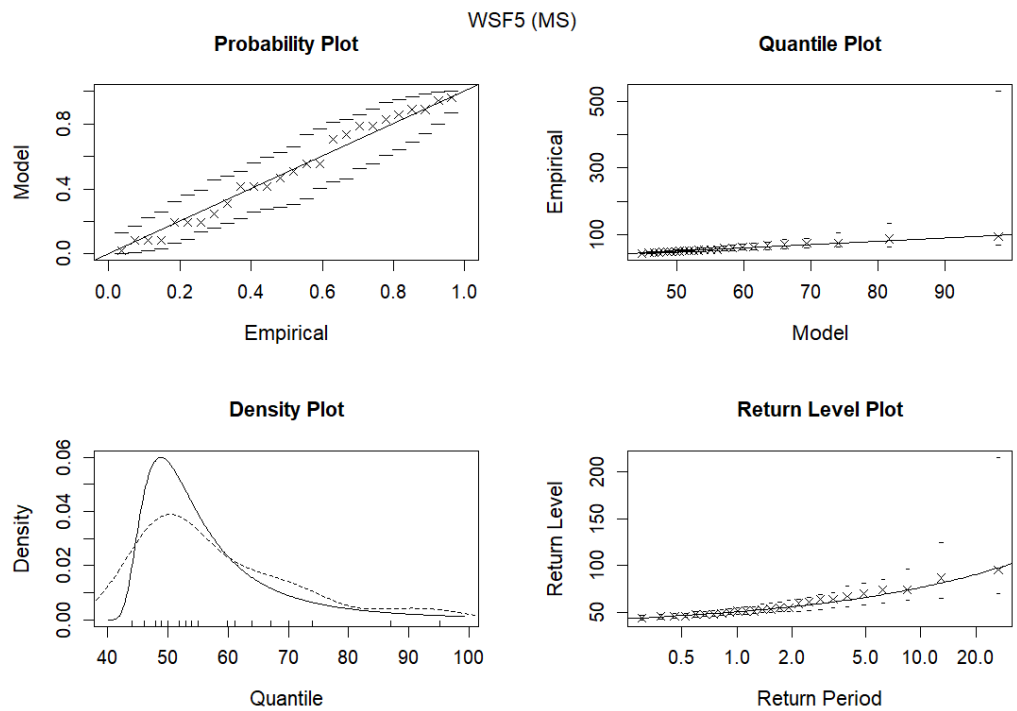 WSF5 (MS)
Probability Plot
Model
0.0 0.4 0.8
0.0 0.2 0.4 0.6 0.8 1.0
Empirical
Quantile Plot
Empirical
100 300 500
50 60 70 80 90
Model
Density Plot
Density
0.00 0.02 0.04 0.06
40 50 60 70 80 90 100
Quantile
Return Level Plot
Return Level
50 100 150 200
0.5 1.0 2.0 5.0 10.0 20.0
Return Period